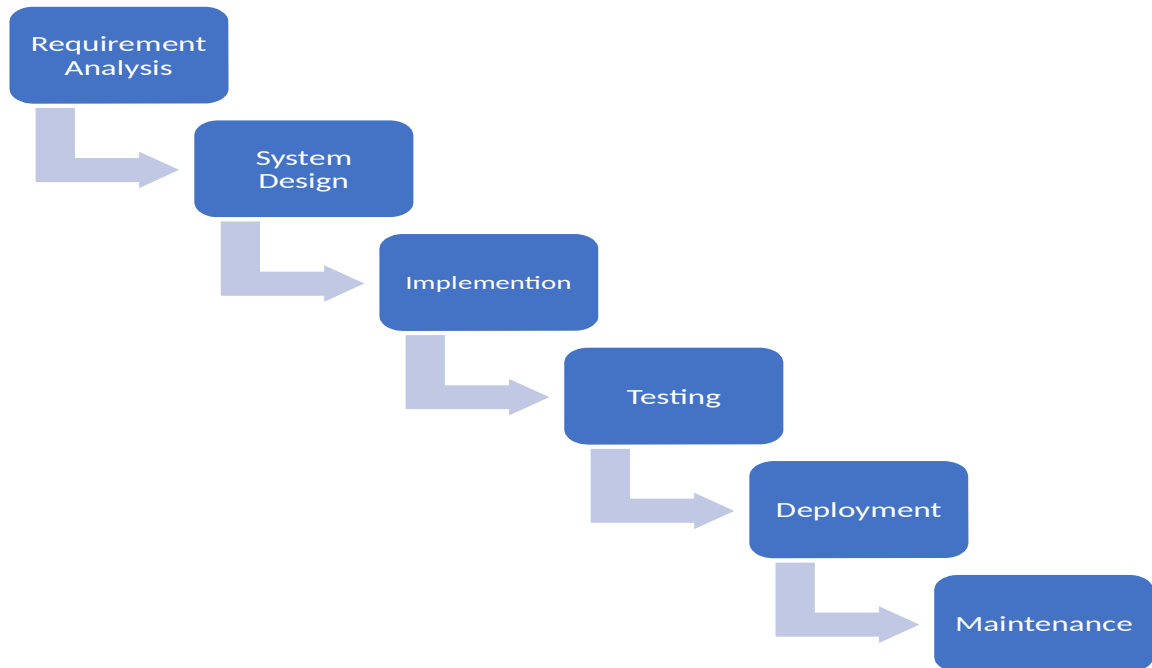 Requirement
Analysis
System
Design
Implemention
Testing
Deployment
Maintenance